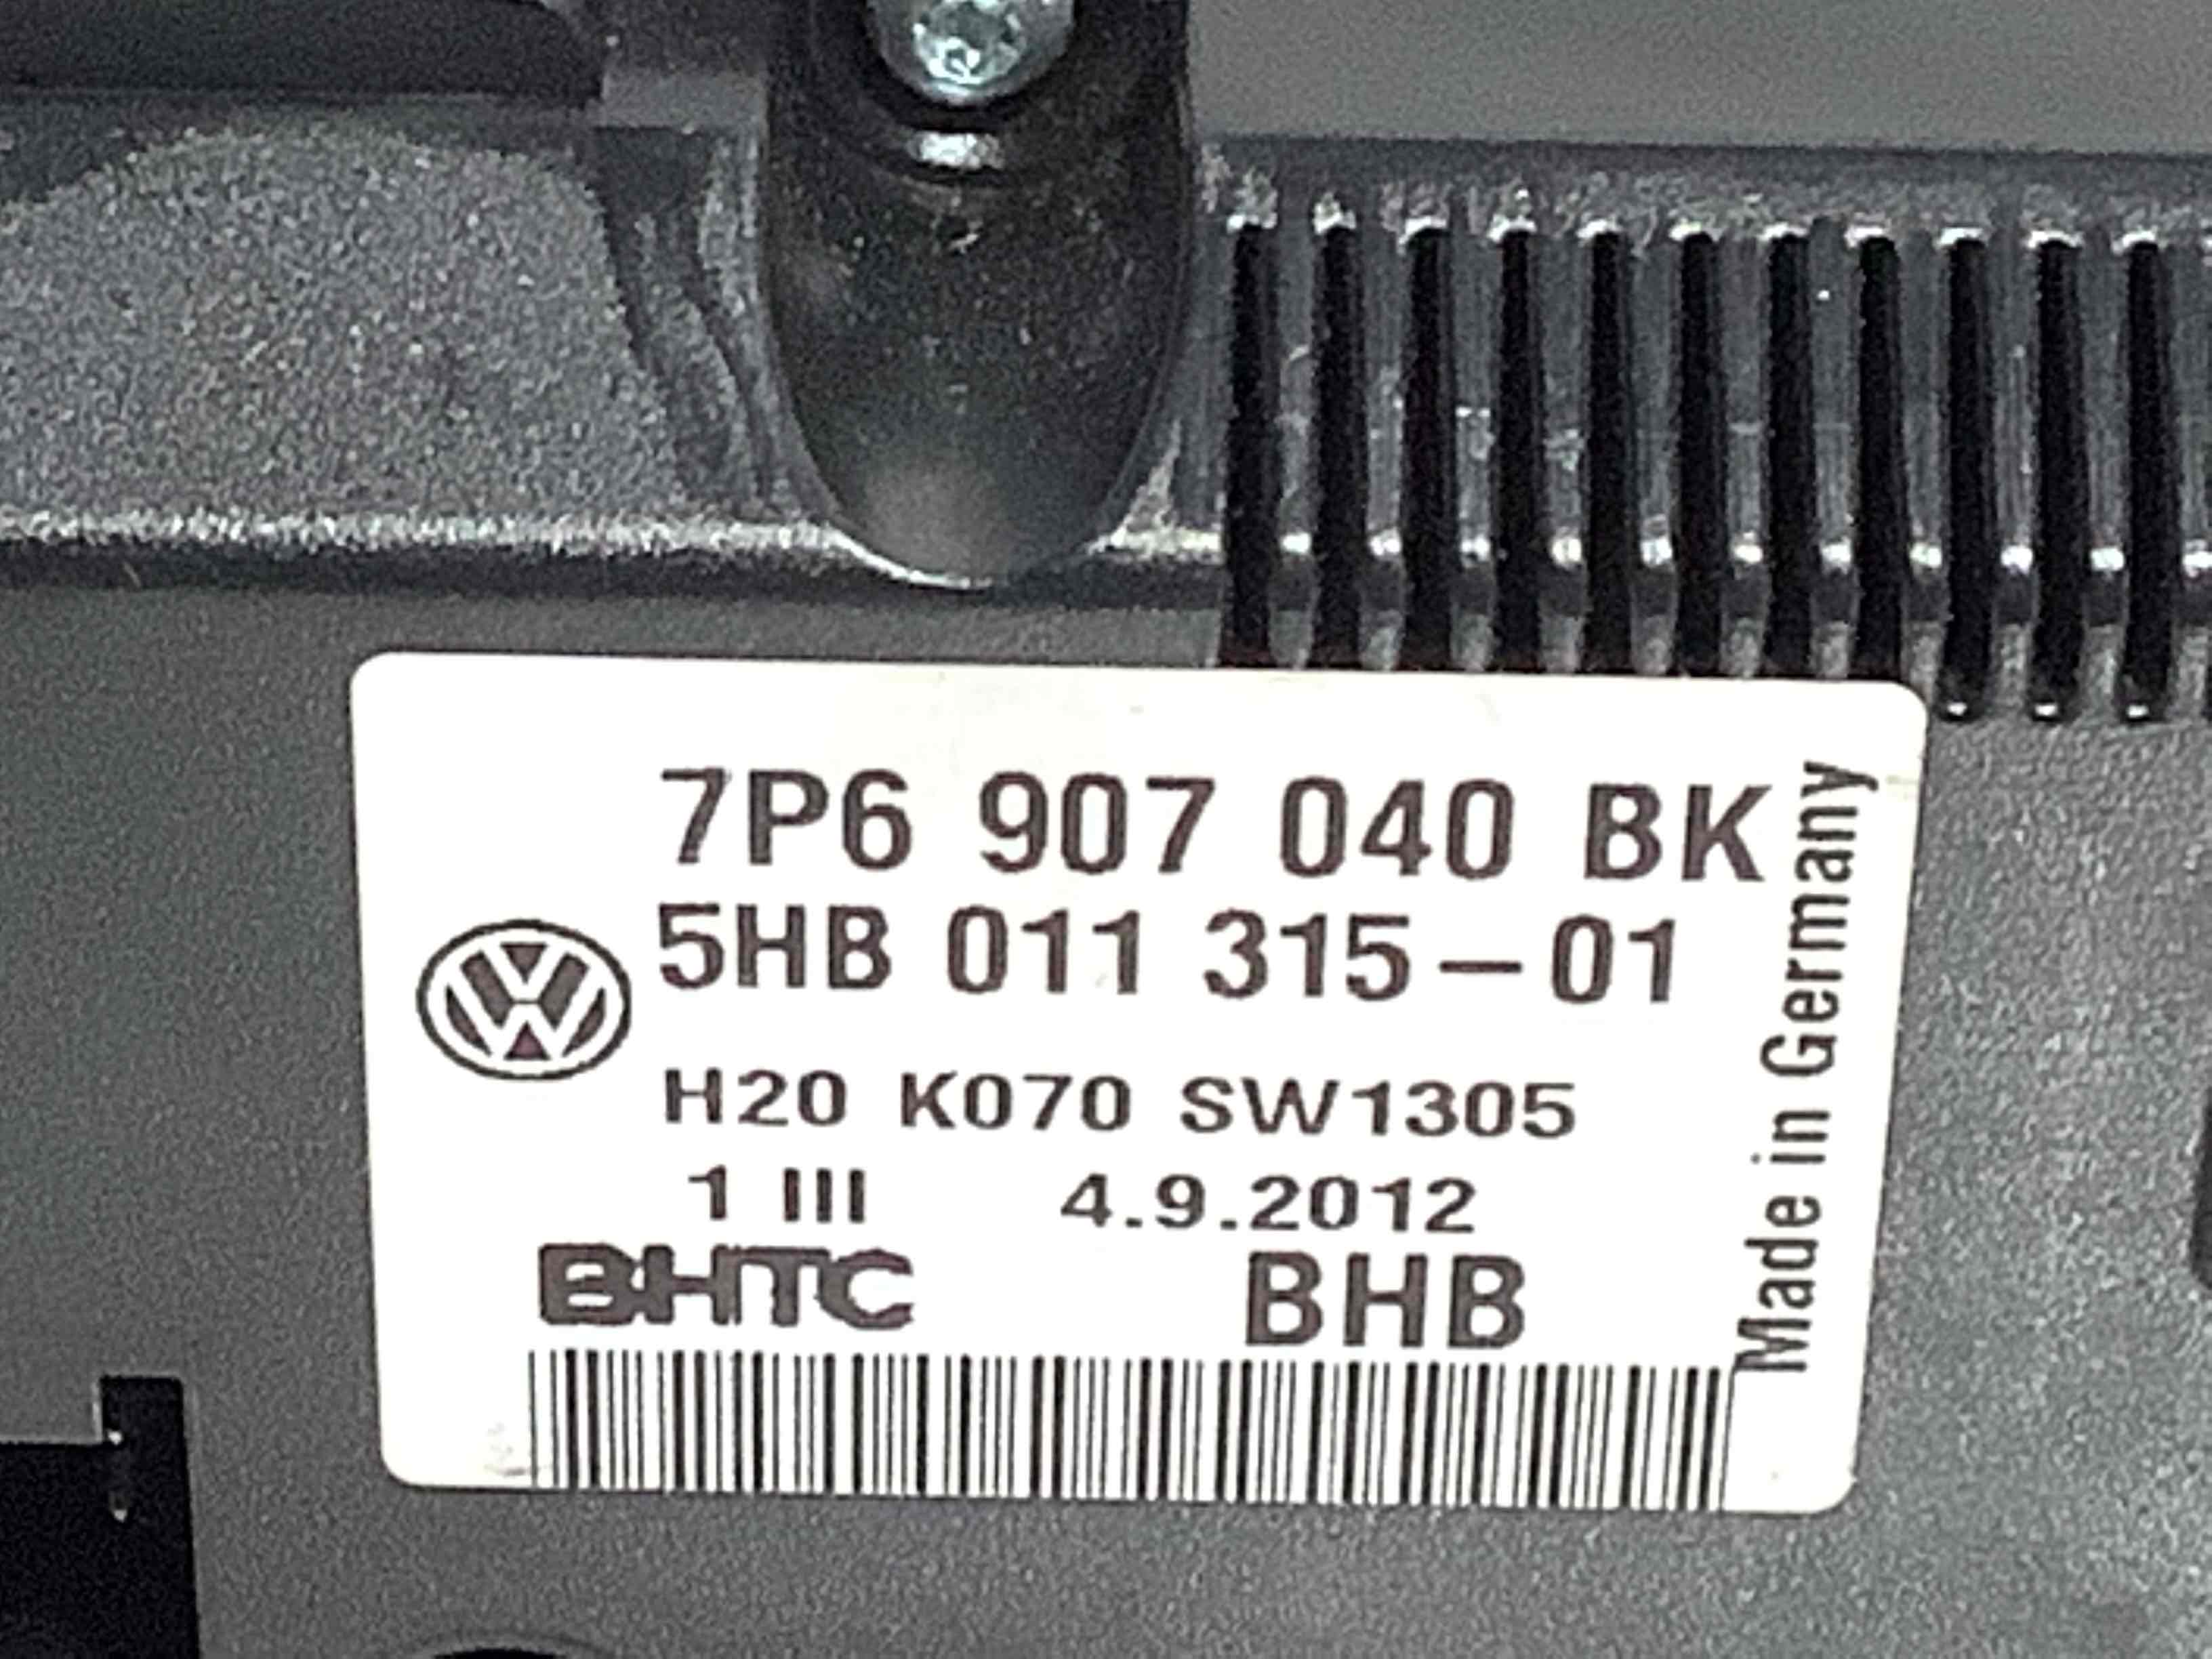 7P6 907 040 BK
5HB 011 315-01
H20 K070 SW1305
1 III 4.9.2012
BHTC BHB
Made in Germany